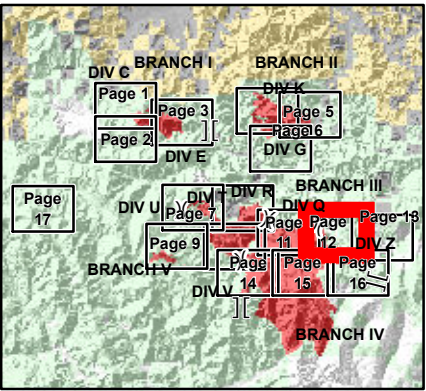 BRANCH I
BRANCH II
DIV C
DIV K
Page 1
Page 3
Page 5
Page 6
Page 2
DIV G
DIV E
BRANCH III
Page
17
DIV U
DIV R
DIV Q
Page 7
Page
11
Page
12
Page 13
Page 9
DIV Z
BRANCH V
Page
14
Page
15
Page
16
DIV V
BRANCH IV